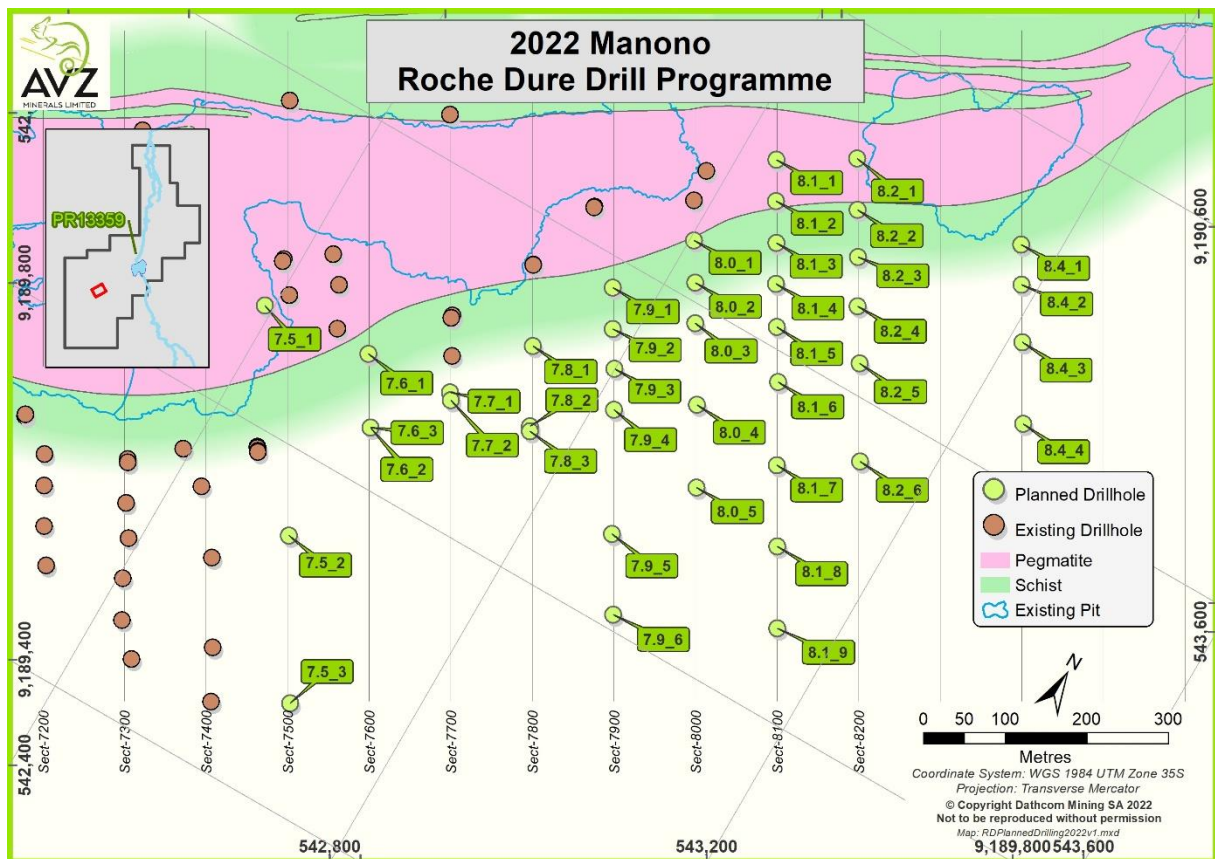 AVZ
MINERALS LIMITED
2022 Manono
Roche Dure Drill Programme
542,
PR13359
9,189,800
9,190,600
8.1_1
8.2_1
8.1_2
8.2_2
8.0_1
8.1_3
8.2_3
8.4_1
7.5_1
7.9_1
8.0_2
8.1_4
8.4_2
8.2_4
7.6_1
7.8_1
7.9_2
8.0_3
8.1_5
8.4_3
7.7_1
7.8_2
7.9_3
8.2_5
8.1_6
7.6_3
7.7_2
7.8_3
7.9_4
8.0_4
8.4_4
7.6_2
8.1_7
8.2_6
8.0_5
7.5_2
7.9_5
8.1_8
7.9_6
8.1_9
7.5_3
Planned Drillhole
Existing Drillhole
Pegmatite
Schist
Existing Pit
9,189,400
543,600
542,400
Sect-7200
Sect-7300
Sect-7400
Sect-7500
Sect-7600
Sect-7700
Sect-7800
Sect-7900
Sect-8000
Sect-8100
Sect-8200
N
0 50 100 200 300
Metres
Coordinate System: WGS 1984 UTM Zone 35S
Projection: Transverse Mercator
© Copyright Dathcom Mining SA 2022
Not to be reproduced without permission
Map: RDPlannedDrilling2022v1.mxd
542,800
543,200
9,189,800 543,600